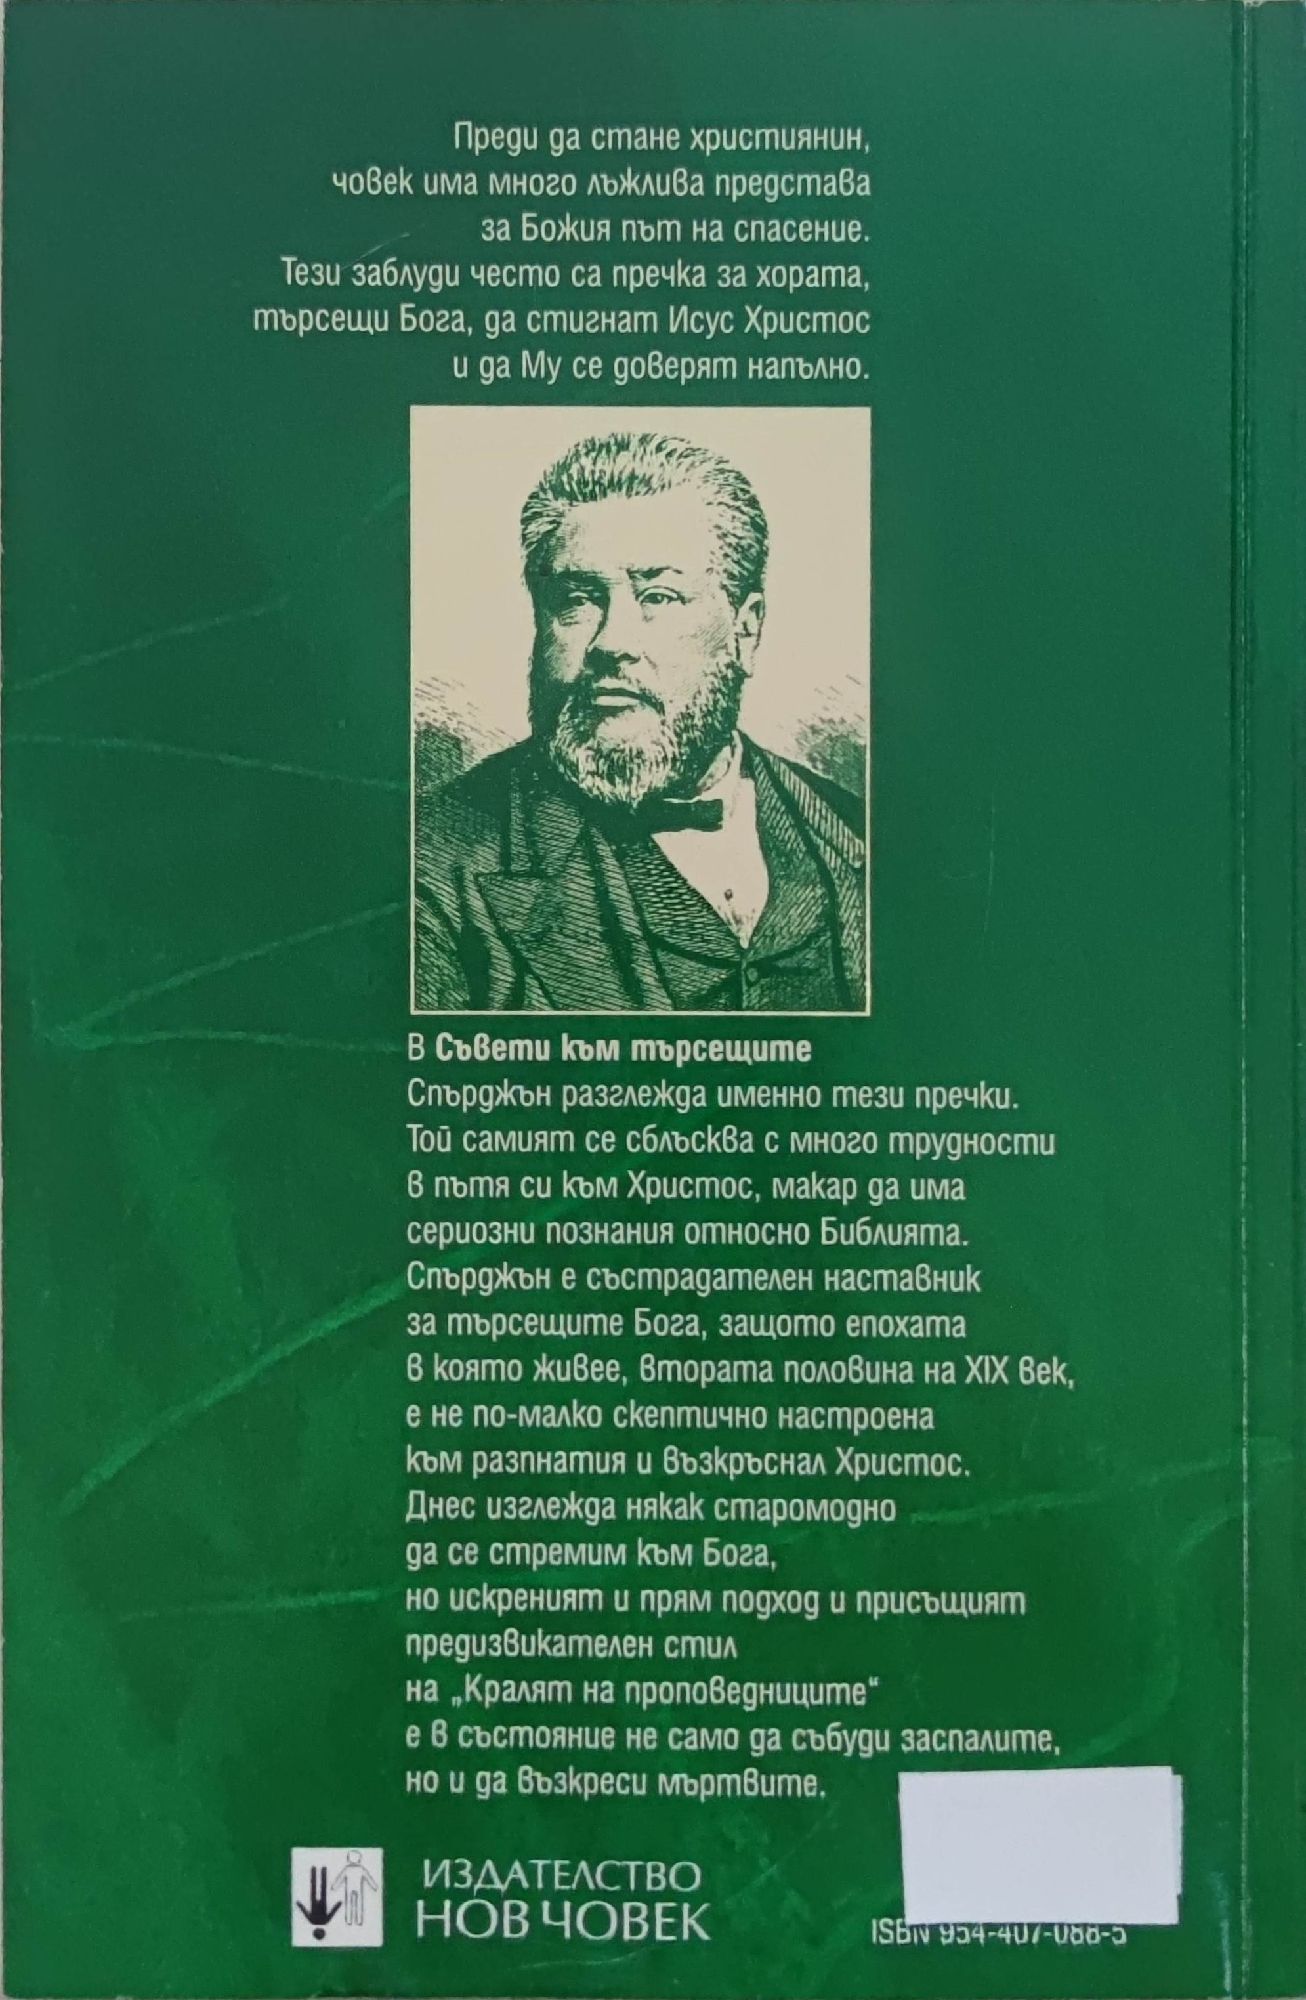 Преди да стане християнин,
човек има много лъжлива представа
за Божия път на спасение.
Тези заблуди често са пречка за хората,
търсещи Бога, да стигнат Исус Христос
и да Му се доверят напълно.
В Съвети към търсещите
Спърджън разглежда именно тези пречки.
Той самият се сблъсква с много трудности
в пътя си към Христос, макар да има
сериозни познания относно Библията.
Спърджън е състрадателен наставник
за търсещите Бога, защото епохата
в която живее, втората половина на XIX век,
е не по-малко скептично настроена
към разпнатия и възкръснал Христос.
Днес изглежда някак старомодно
да се стремим към Бога,
но искреният и прям подход и присъщият
предизвикателен стил
на „Кралят на проповедниците“
е в състояние не само да събуди заспалите,
но и да възкреси мъртвите.
ИЗДАТЕЛСТВО
НОВ ЧОВЕК
ISBN 954-407-088-5